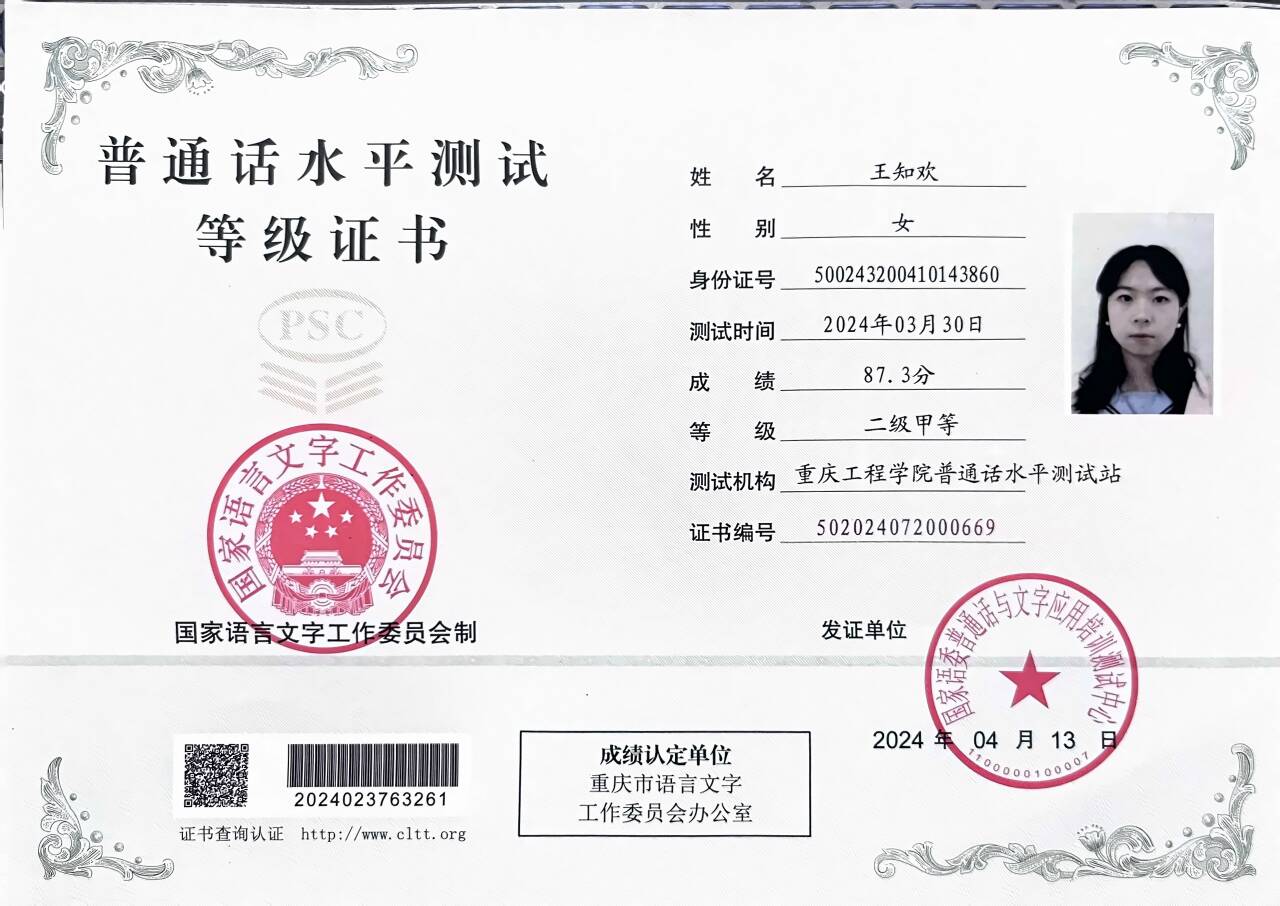 普通话水平测试
等级证书
PSC
国家语言文字工作委员会
国家语言文字工作委员会制
姓 名 王知欢
性 别 女
身份证号 500243200410143860
测试时间 2024年03月30日
成 绩 87.3分
等 级 二级甲等
测试机构 重庆工程学院普通话水平测试站
证书编号 502024072000669
发证单位
国家语委普通话与文字应用培训测试中心
2024 年 04 月 13 日
1100000100007
2024023763261
证书查询认证 http://www.cltt.org
成绩认定单位
重庆市语言文字
工作委员会办公室